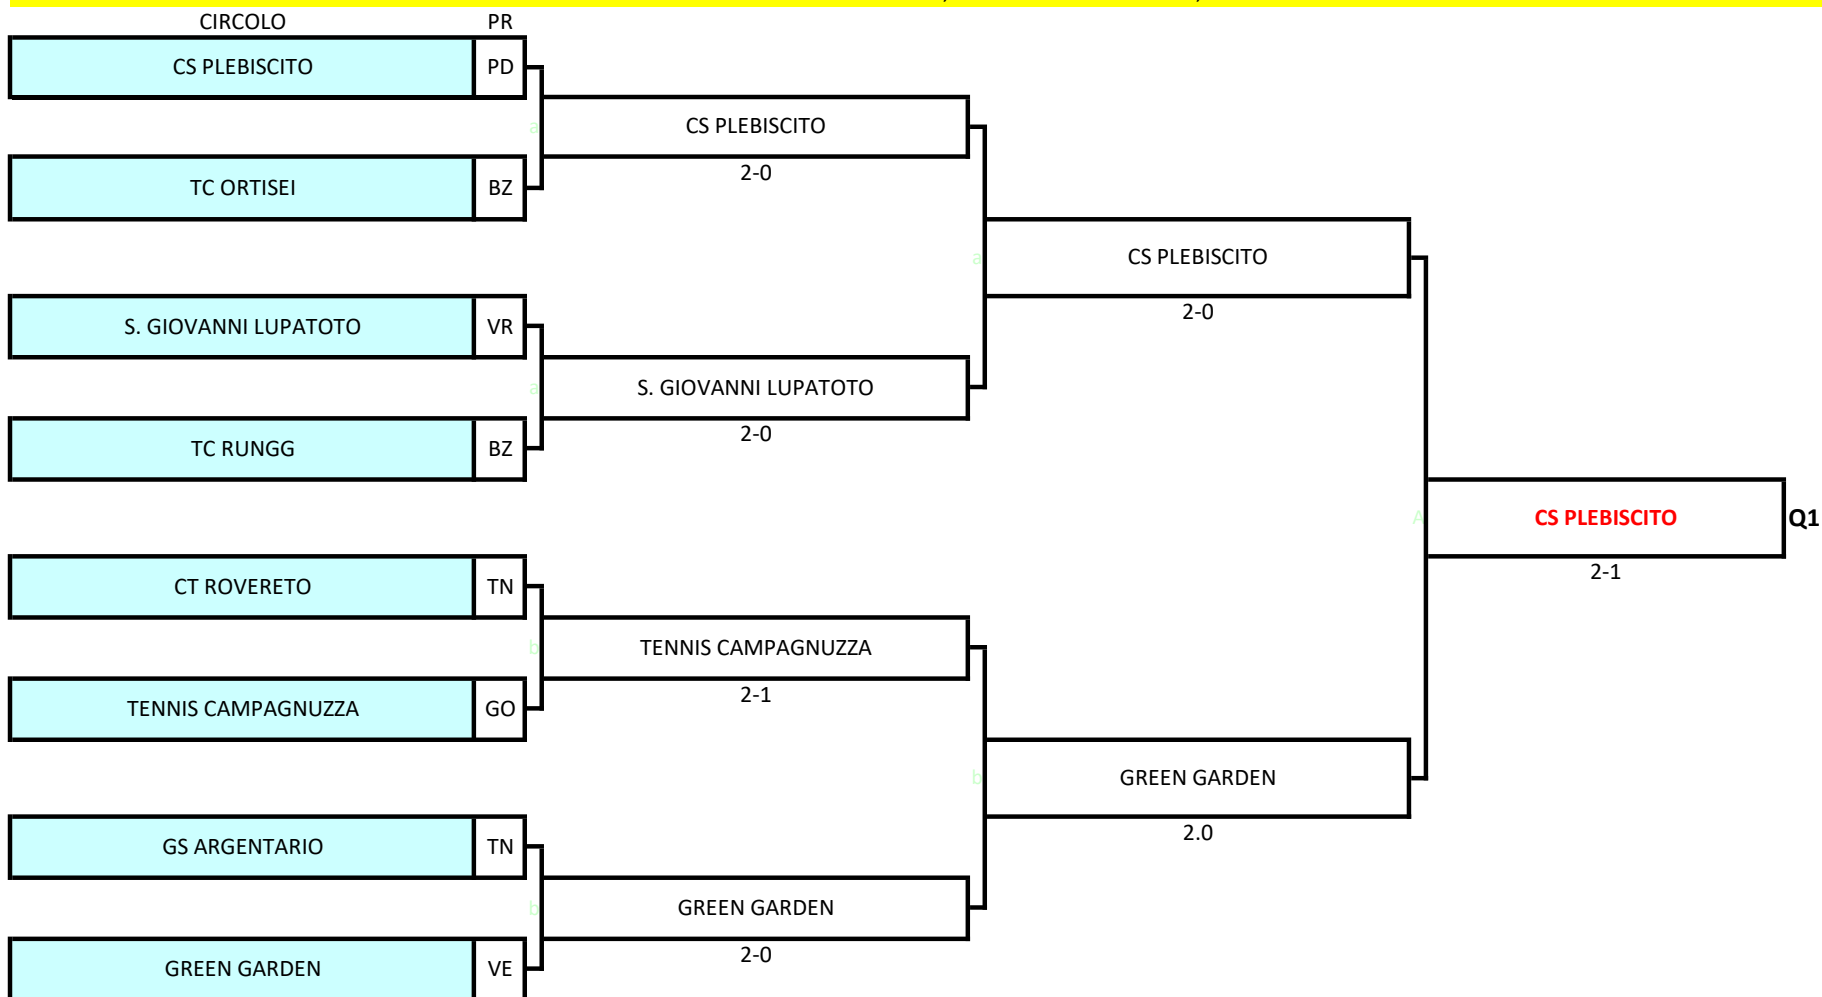 CIRCOLO PR
CS PLEBISCITO PD
a CS PLEBISCITO
2-0
TC ORTISEI BZ
a CS PLEBISCITO
2-0
S. GIOVANNI LUPATOTO VR
a S. GIOVANNI LUPATOTO
2-0
TC RUNGG BZ
A CS PLEBISCITO Q1
2-1
CT ROVERETO TN
b TENNIS CAMPAGNUZZA
2-1
TENNIS CAMPAGNUZZA GO
b GREEN GARDEN
2.0
GS ARGENTARIO TN
b GREEN GARDEN
2-0
GREEN GARDEN VE